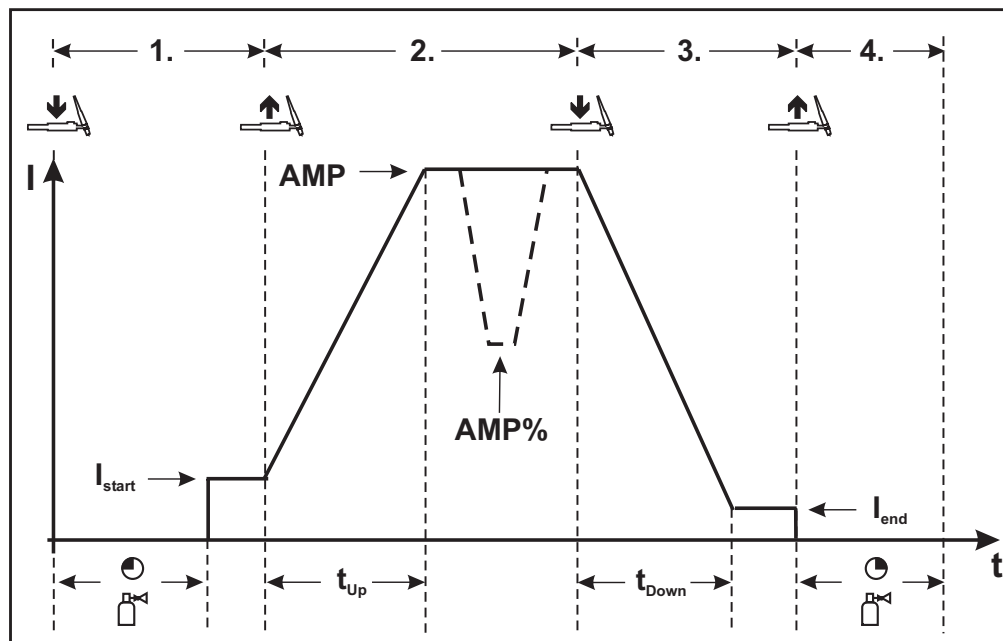 1. 2. 3. 4.
I
AMP
AMP%
Istart
Iend
t
tUp tDown